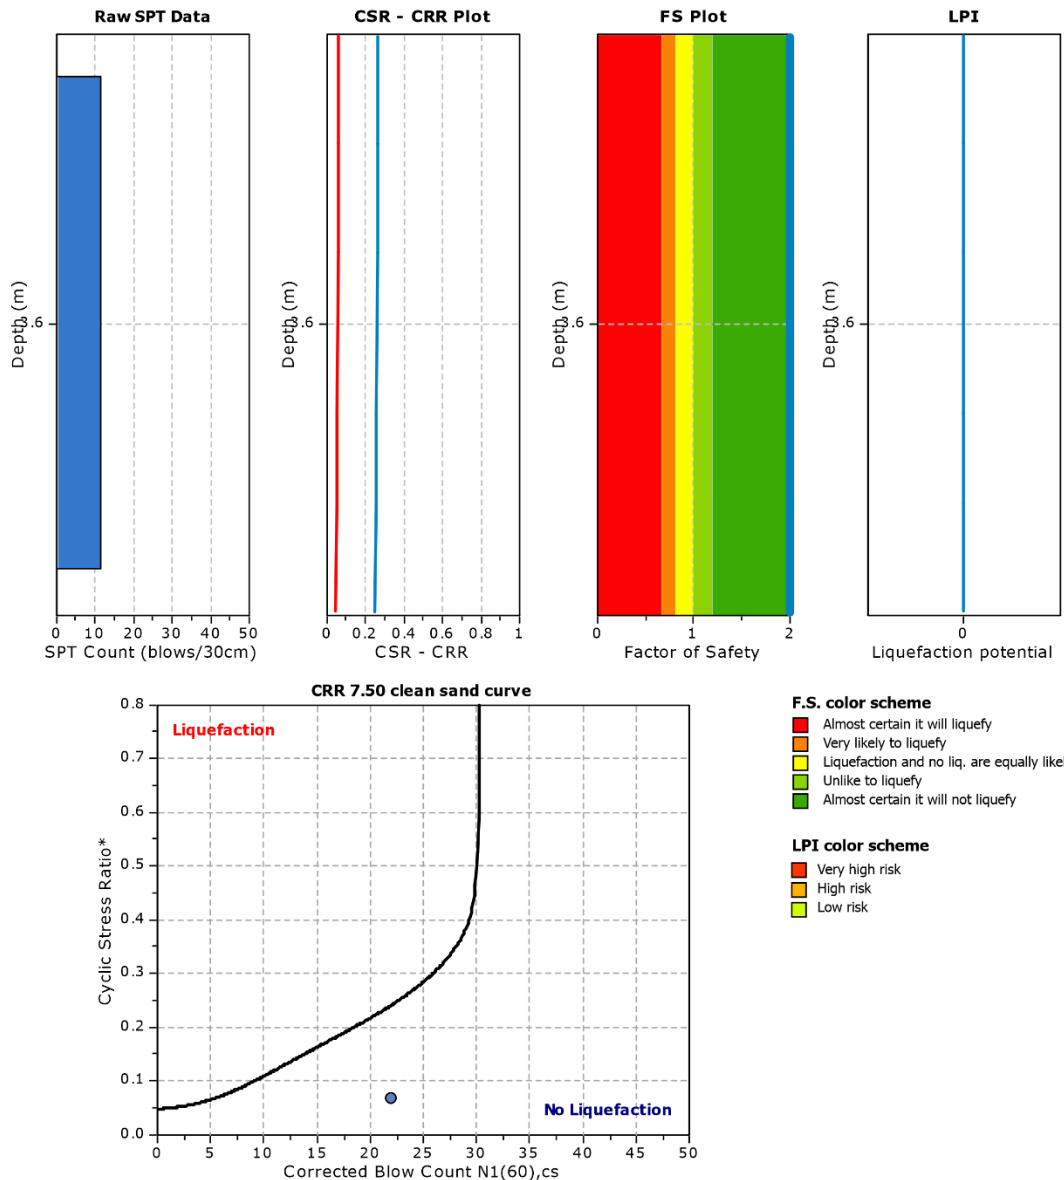 Raw SPT Data
CSR - CRR Plot
FS Plot
LPI
Depth (m)
3.6
Depth (m)
3.6
Depth (m)
3.6
Depth (m)
3.6
0 10 20 30 40 50
SPT Count (blows/30cm)
0 0.2 0.4 0.6 0.8 1
CSR - CRR
0 1 2
Factor of Safety
0
Liquefaction potential
CRR 7.50 clean sand curve
0.8
0.7
0.6
0.5
0.4
0.3
0.2
0.1
0.0
Cyclic Stress Ratio*
Liquefaction
No Liquefaction
0 5 10 15 20 25 30 35 40 45 50
Corrected Blow Count N1(60),cs
F.S. color scheme
Almost certain it will liquefy
Very likely to liquefy
Liquefaction and no liq. are equally like
Unlike to liquefy
Almost certain it will not liquefy
LPI color scheme
Very high risk
High risk
Low risk